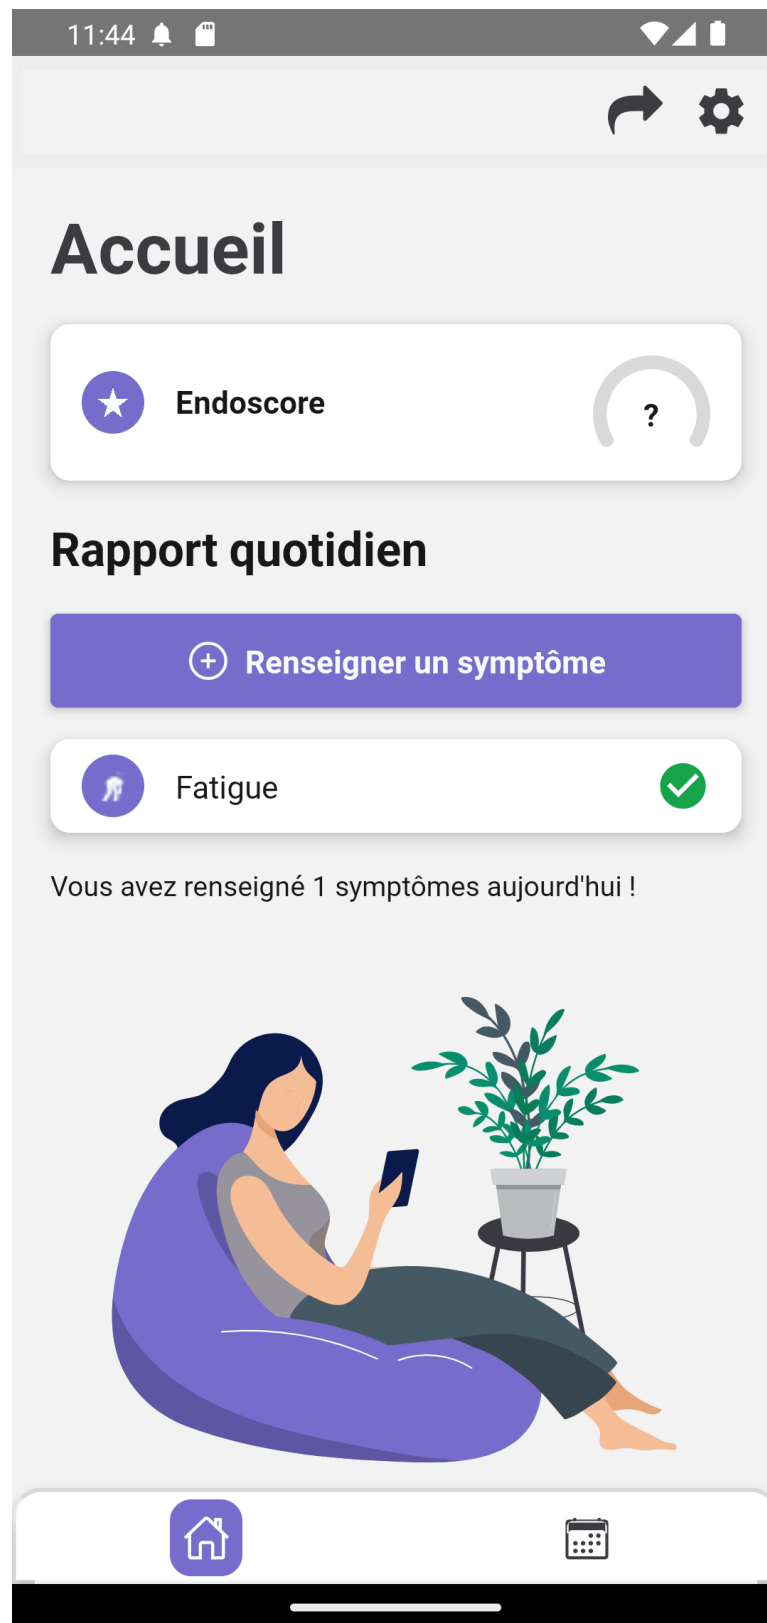 11:44
Accueil
Endoscore
?
Rapport quotidien
Renseigner un symptôme
Fatigue
Vous avez renseigné 1 symptômes aujourd'hui !